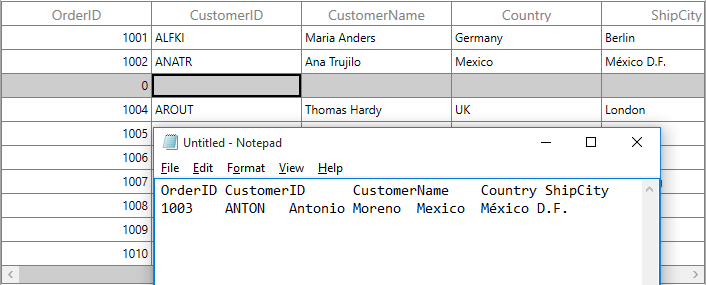 OrderID CustomerID CustomerName Country ShipCity
1001 ALFKI Maria Anders Germany Berlin
1002 ANATR Ana Trujilo Mexico México D.F.
0
1004 AROUT Thomas Hardy UK London
1005
1006
1007
1008
1009
1010
Untitled - Notepad
File Edit Format View Help
OrderID CustomerID CustomerName Country ShipCity
1003 ANTON Antonio Moreno Mexico México D.F.